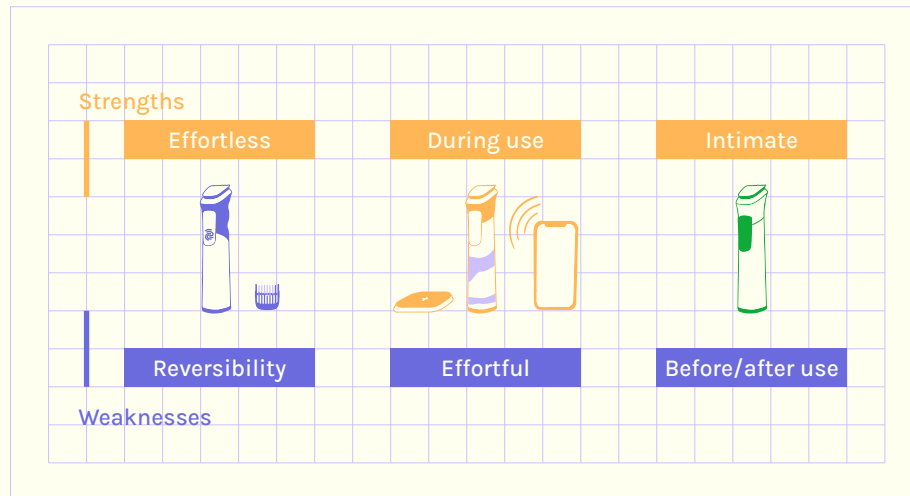 Strengths
Effortless
During use
Intimate
Reversibility
Effortful
Before/after use
Weaknesses